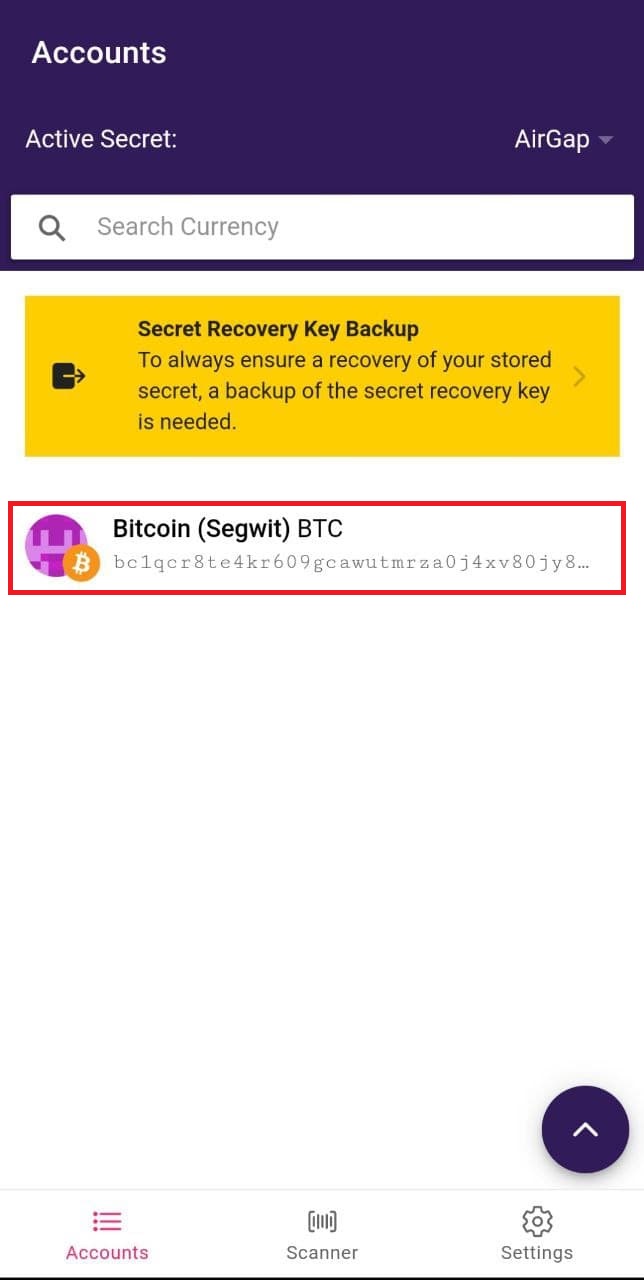 Accounts
Active Secret: AirGap
Search Currency
Secret Recovery Key Backup
To always ensure a recovery of your stored
secret, a backup of the secret recovery key
is needed.
Bitcoin (Segwit) BTC
bc1qcr8te4kr609gcawutmrza0j4xv80jy8…
Accounts Scanner Settings